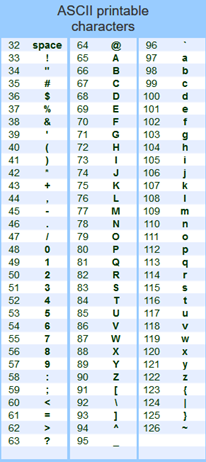 ASCII printable
characters
32 space 64 @ 96 `
33 ! 65 A 97 a
34 " 66 B 98 b
35 # 67 C 99 c
36 $ 68 D 100 d
37 % 69 E 101 e
38 & 70 F 102 f
39 ' 71 G 103 g
40 ( 72 H 104 h
41 ) 73 I 105 i
42 * 74 J 106 j
43 + 75 K 107 k
44 , 76 L 108 l
45 - 77 M 109 m
46 . 78 N 110 n
47 / 79 O 111 o
48 0 80 P 112 p
49 1 81 Q 113 q
50 2 82 R 114 r
51 3 83 S 115 s
52 4 84 T 116 t
53 5 85 U 117 u
54 6 86 V 118 v
55 7 87 W 119 w
56 8 88 X 120 x
57 9 89 Y 121 y
58 : 90 Z 122 z
59 ; 91 [ 123 {
60 < 92 \ 124 |
61 = 93 ] 125 }
62 > 94 ^ 126 ~
63 ? 95 _